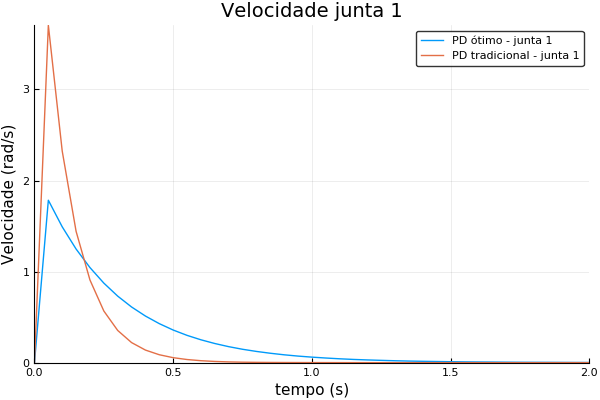 Velocidade junta 1
PD ótimo - junta 1
PD tradicional - junta 1
Velocidade (rad/s)
3
2
1
0
0.0
0.5
1.0
1.5
2.0
tempo (s)